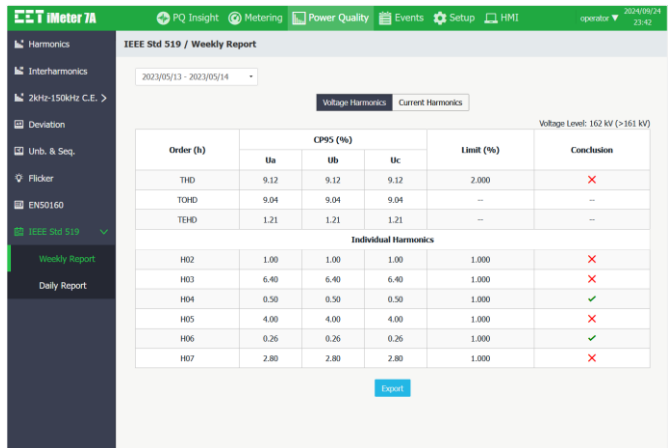 CET iMeter 7A
PQ Insight Metering Power Quality Events Setup HMI
operator ▼ 2024/09/24
23:42
Harmonics
Interharmonics
2kHz-150kHz C.E. >
Deviation
Unb. & Seq.
Flicker
EN50160
IEEE Std 519
Weekly Report
Daily Report
IEEE Std 519 / Weekly Report
2023/05/13 - 2023/05/14
Voltage Harmonics Current Harmonics
Voltage Level: 162 kV (>161 kV)
Order (h) CP95 (%) Limit (%) Conclusion
Ua Ub Uc
THD 9.12 9.12 9.12 2.000 ✕
TOHD 9.04 9.04 9.04 -- --
TEHD 1.21 1.21 1.21 -- --
Individual Harmonics
H02 1.00 1.00 1.00 1.000 ✕
H03 6.40 6.40 6.40 1.000 ✕
H04 0.50 0.50 0.50 1.000 ✓
H05 4.00 4.00 4.00 1.000 ✕
H06 0.26 0.26 0.26 1.000 ✓
H07 2.80 2.80 2.80 1.000 ✕
Export